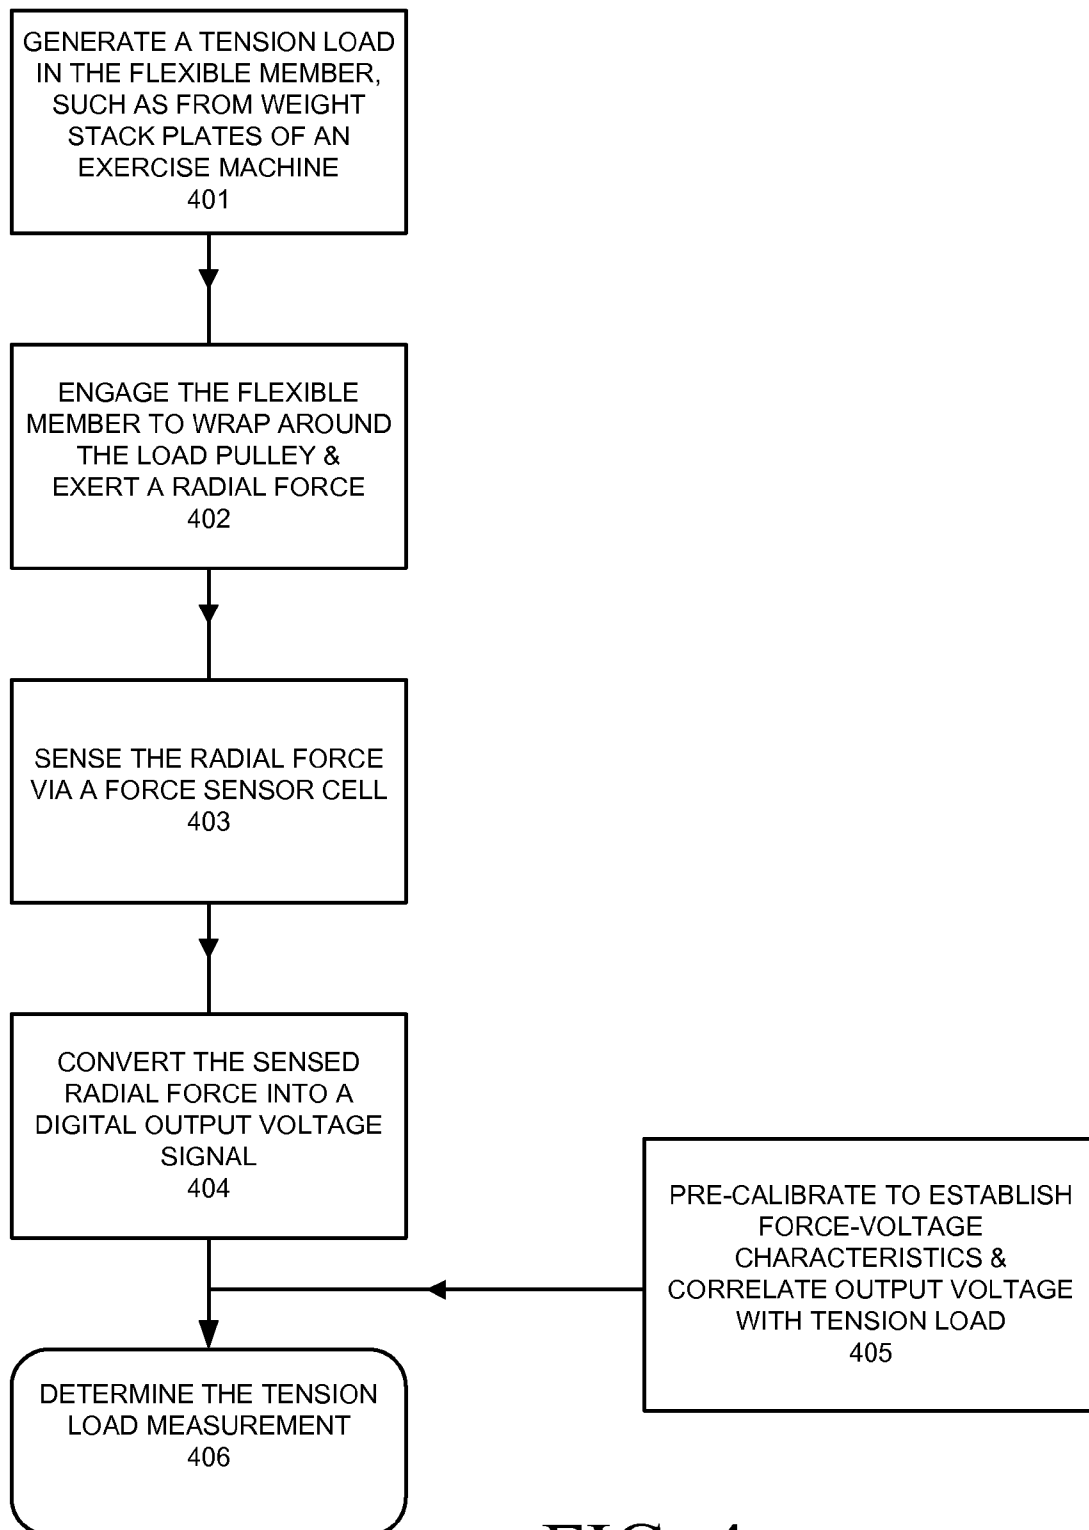 GENERATE A TENSION LOAD
IN THE FLEXIBLE MEMBER,
SUCH AS FROM WEIGHT
STACK PLATES OF AN
EXERCISE MACHINE
401
ENGAGE THE FLEXIBLE
MEMBER TO WRAP AROUND
THE LOAD PULLEY &
EXERT A RADIAL FORCE
402
SENSE THE RADIAL FORCE
VIA A FORCE SENSOR CELL
403
CONVERT THE SENSED
RADIAL FORCE INTO A
DIGITAL OUTPUT VOLTAGE
SIGNAL
404
PRE-CALIBRATE TO ESTABLISH
FORCE-VOLTAGE
CHARACTERISTICS &
CORRELATE OUTPUT VOLTAGE
WITH TENSION LOAD
405
DETERMINE THE TENSION
LOAD MEASUREMENT
406
FIG. 4